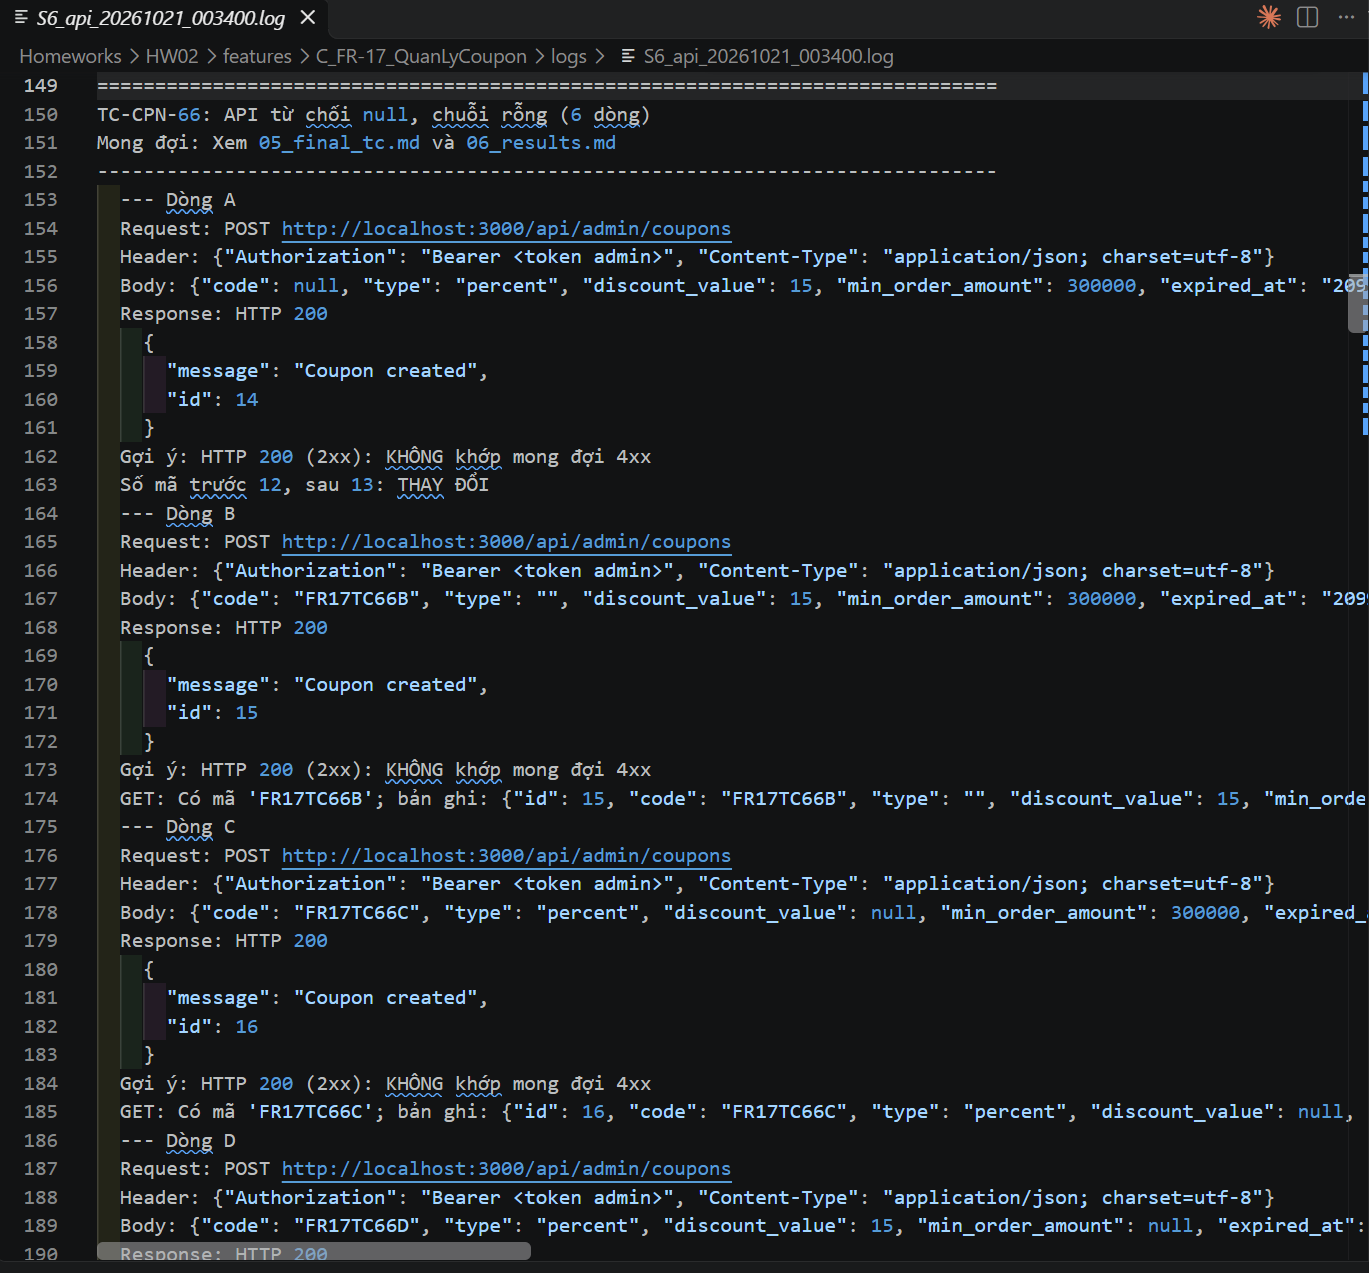 S6_api_20261021_003400.log
Homeworks > HW02 > features > C_FR-17_QuanLyCoupon > logs > S6_api_20261021_003400.log
149 ==============================================================================
150 TC-CPN-66: API từ chối null, chuỗi rỗng (6 dòng)
151 Mong đợi: Xem 05_final_tc.md và 06_results.md
152 ------------------------------------------------------------------------------
153 --- Dòng A
154 Request: POST http://localhost:3000/api/admin/coupons
155 Header: {"Authorization": "Bearer <token admin>", "Content-Type": "application/json; charset=utf-8"}
156 Body: {"code": null, "type": "percent", "discount_value": 15, "min_order_amount": 300000, "expired_at": "209
157 Response: HTTP 200
158 {
159 "message": "Coupon created",
160 "id": 14
161 }
162 Gợi ý: HTTP 200 (2xx): KHÔNG khớp mong đợi 4xx
163 Số mã trước 12, sau 13: THAY ĐỔI
164 --- Dòng B
165 Request: POST http://localhost:3000/api/admin/coupons
166 Header: {"Authorization": "Bearer <token admin>", "Content-Type": "application/json; charset=utf-8"}
167 Body: {"code": "FR17TC66B", "type": "", "discount_value": 15, "min_order_amount": 300000, "expired_at": "209
168 Response: HTTP 200
169 {
170 "message": "Coupon created",
171 "id": 15
172 }
173 Gợi ý: HTTP 200 (2xx): KHÔNG khớp mong đợi 4xx
174 GET: Có mã 'FR17TC66B'; bản ghi: {"id": 15, "code": "FR17TC66B", "type": "", "discount_value": 15, "min_orde
175 --- Dòng C
176 Request: POST http://localhost:3000/api/admin/coupons
177 Header: {"Authorization": "Bearer <token admin>", "Content-Type": "application/json; charset=utf-8"}
178 Body: {"code": "FR17TC66C", "type": "percent", "discount_value": null, "min_order_amount": 300000, "expired_
179 Response: HTTP 200
180 {
181 "message": "Coupon created",
182 "id": 16
183 }
184 Gợi ý: HTTP 200 (2xx): KHÔNG khớp mong đợi 4xx
185 GET: Có mã 'FR17TC66C'; bản ghi: {"id": 16, "code": "FR17TC66C", "type": "percent", "discount_value": null,
186 --- Dòng D
187 Request: POST http://localhost:3000/api/admin/coupons
188 Header: {"Authorization": "Bearer <token admin>", "Content-Type": "application/json; charset=utf-8"}
189 Body: {"code": "FR17TC66D", "type": "percent", "discount_value": 15, "min_order_amount": null, "expired_at":
190 Response: HTTP 200